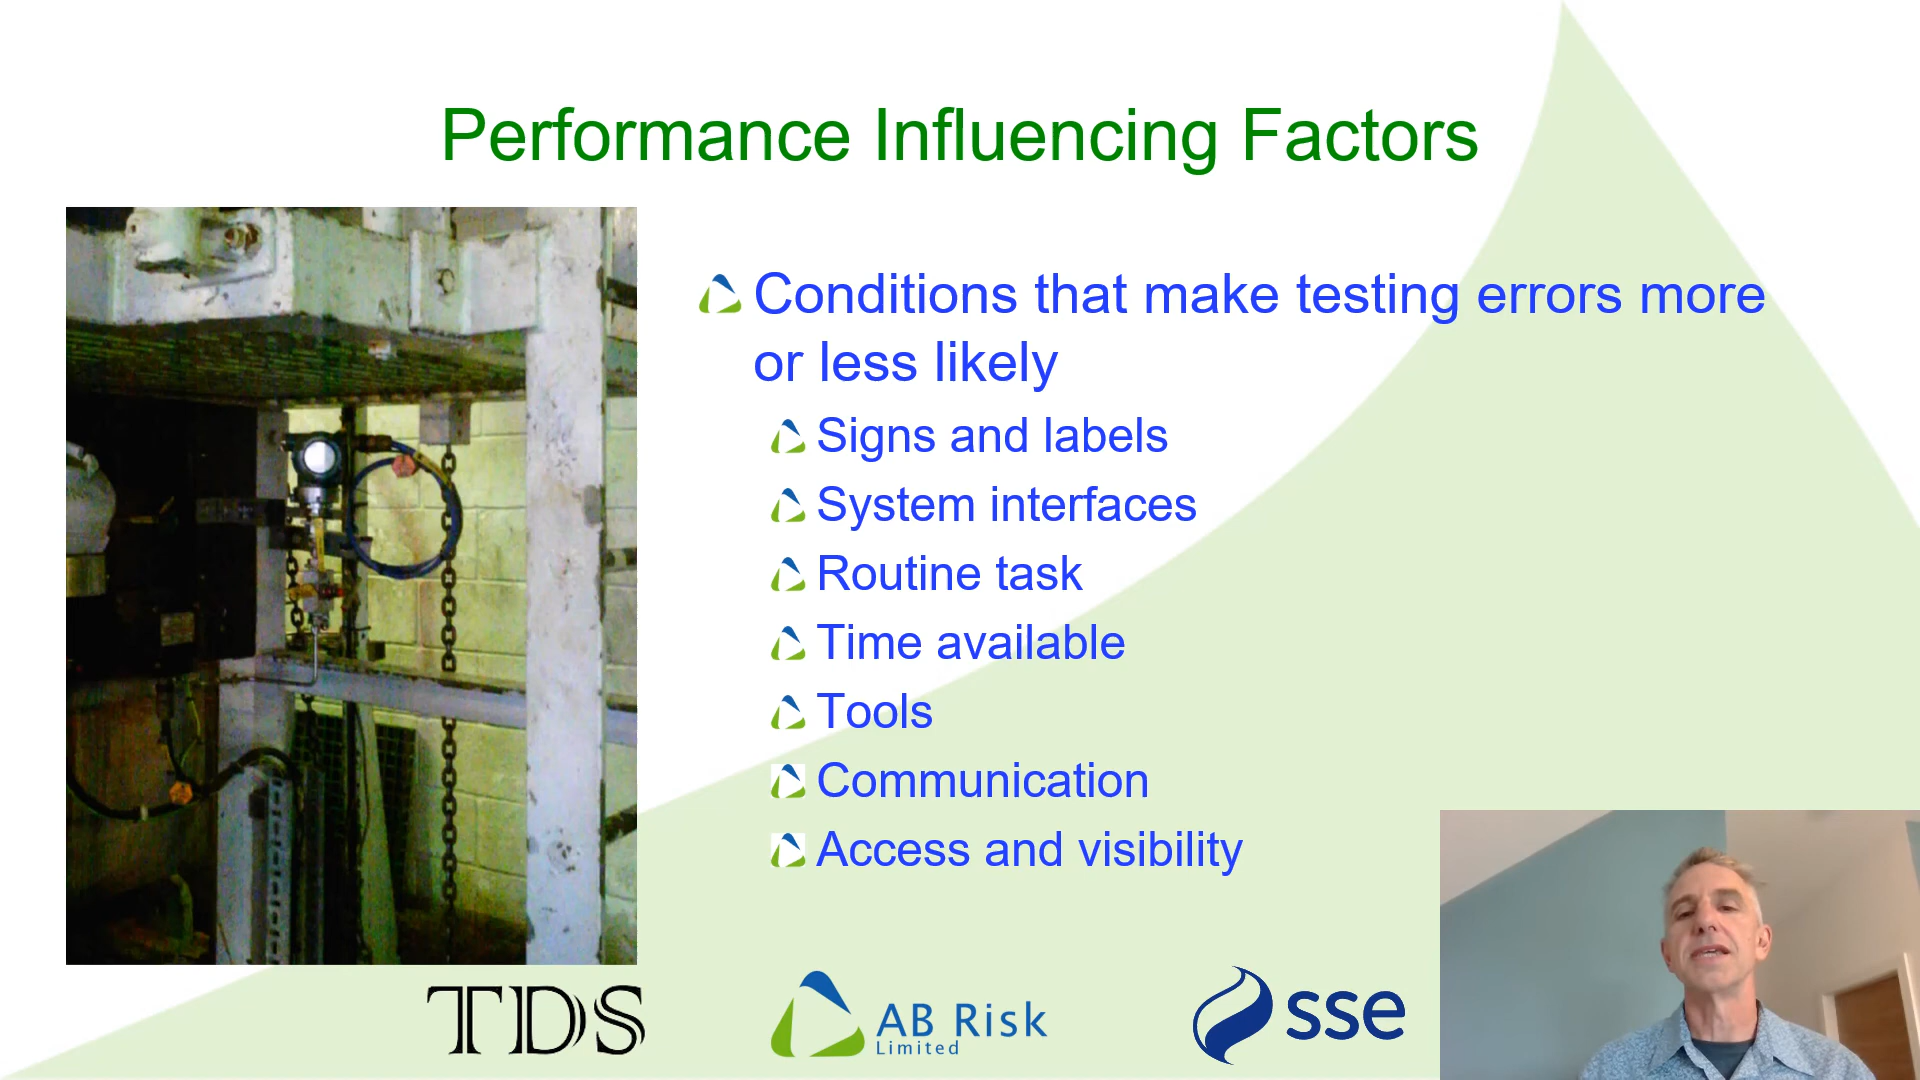 Performance Influencing Factors
Conditions that make testing errors more
or less likely
Signs and labels
System interfaces
Routine task
Time available
Tools
Communication
Access and visibility
TDS
AB Risk
Limited
sse